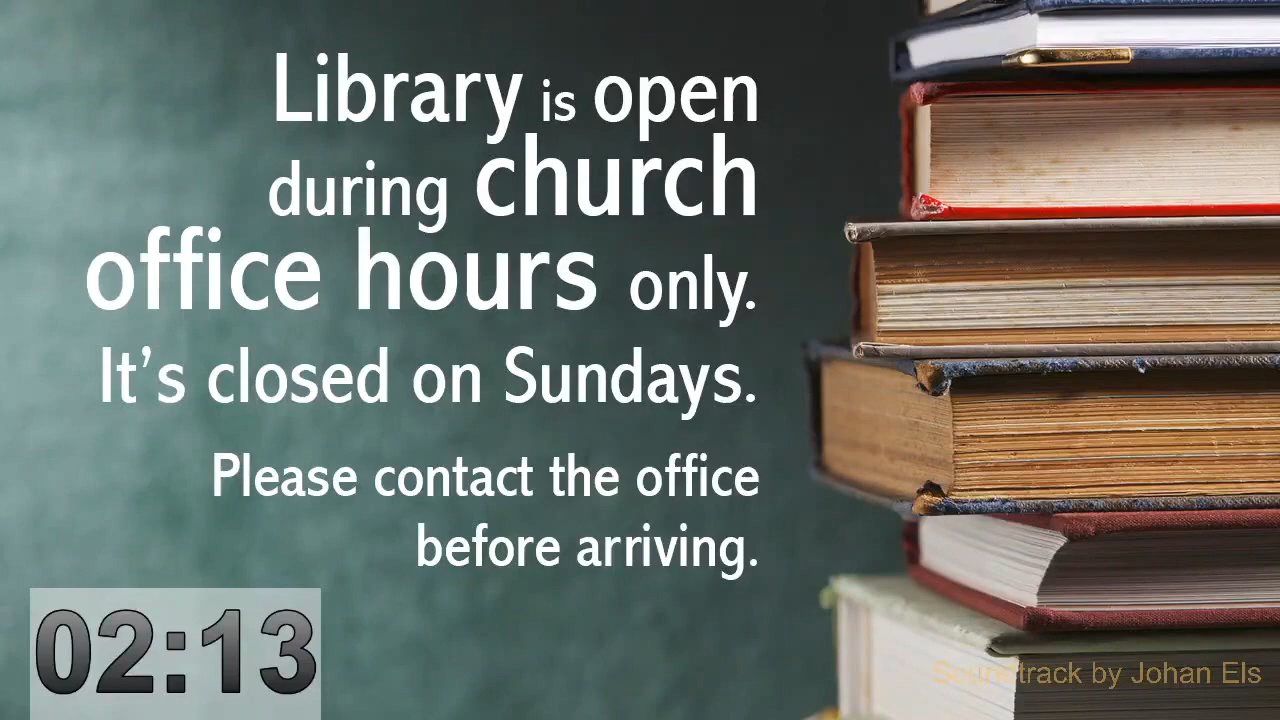 Library is open
during church
office hours only.
It’s closed on Sundays.
Please contact the office
before arriving.
02:13
Soundtrack by Johan Els